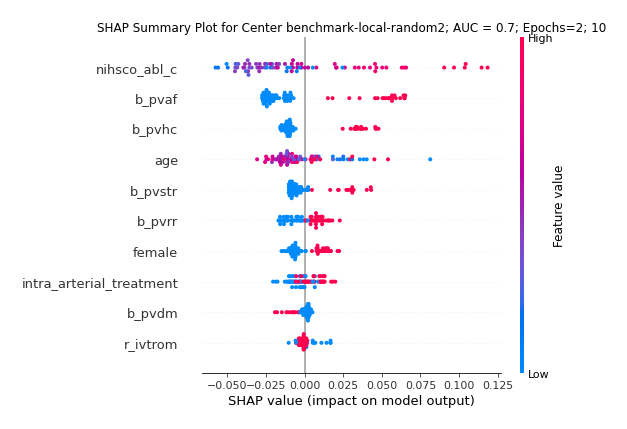 SHAP Summary Plot for Center benchmark-local-random2; AUC = 0.7; Epochs=2; 10
High
nihsco_abl_c
b_pvaf
b_pvhc
age
b_pvstr
b_pvrr
female
intra_arterial_treatment
b_pvdm
r_ivtrom
Feature value
Low
−0.050 −0.025 0.000 0.025 0.050 0.075 0.100 0.125
SHAP value (impact on model output)